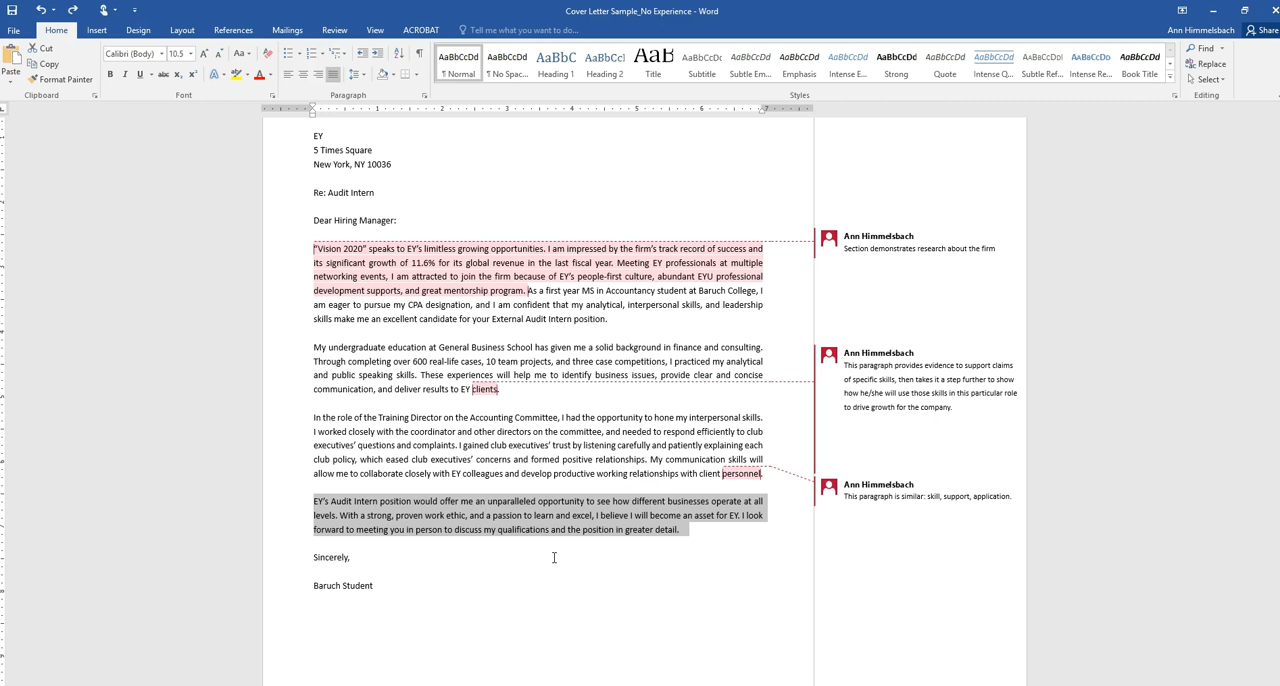 Cover Letter Sample_No Experience - Word
File Home Insert Design Layout References Mailings Review View ACROBAT Tell me what you want to do... Ann Himmelsbach Share
Paste Cut Copy Format Painter
Calibri (Body) 10.5
AaBbCcDd AaBbCcDd AaBbC AaBbCcI AaB AaBbCcDc AaBbCcDd AaBbCcDd AaBbCcDd AaBbCcDd AaBbCcDd AaBbCcDd AaBbCcDd AaBbCcDd AaBbCcDd
¶ Normal ¶ No Spac... Heading 1 Heading 2 Title Subtitle Subtle Em... Emphasis Intense E... Strong Quote Intense Q... Subtle Ref... Intense Re... Book Title
Find Replace Select
Clipboard Font Paragraph Styles Editing
1 2 3 4 5 6 7
EY
5 Times Square
New York, NY 10036
Re: Audit Intern
Dear Hiring Manager:
"Vision 2020" speaks to EY's limitless growing opportunities. I am impressed by the firm's track record of success and
its significant growth of 11.6% for its global revenue in the last fiscal year. Meeting EY professionals at multiple
networking events, I am attracted to join the firm because of EY's people-first culture, abundant EYU professional
development supports, and great mentorship program. As a first year MS in Accountancy student at Baruch College, I
am eager to pursue my CPA designation, and I am confident that my analytical, interpersonal skills, and leadership
skills make me an excellent candidate for your External Audit Intern position.
My undergraduate education at General Business School has given me a solid background in finance and consulting.
Through completing over 600 real-life cases, 10 team projects, and three case competitions, I practiced my analytical
and public speaking skills. These experiences will help me to identify business issues, provide clear and concise
communication, and deliver results to EY clients.
In the role of the Training Director on the Accounting Committee, I had the opportunity to hone my interpersonal skills.
I worked closely with the coordinator and other directors on the committee, and needed to respond efficiently to club
executives' questions and complaints. I gained club executives' trust by listening carefully and patiently explaining each
club policy, which eased club executives' concerns and formed positive relationships. My communication skills will
allow me to collaborate closely with EY colleagues and develop productive working relationships with client personnel.
EY's Audit Intern position would offer me an unparalleled opportunity to see how different businesses operate at all
levels. With a strong, proven work ethic, and a passion to learn and excel, I believe I will become an asset for EY. I look
forward to meeting you in person to discuss my qualifications and the position in greater detail.
Sincerely,
Baruch Student
Ann Himmelsbach
Section demonstrates research about the firm
Ann Himmelsbach
This paragraph provides evidence to support claims
of specific skills, then takes it a step further to show
how he/she will use those skills in this particular role
to drive growth for the company.
Ann Himmelsbach
This paragraph is similar: skill, support, application.